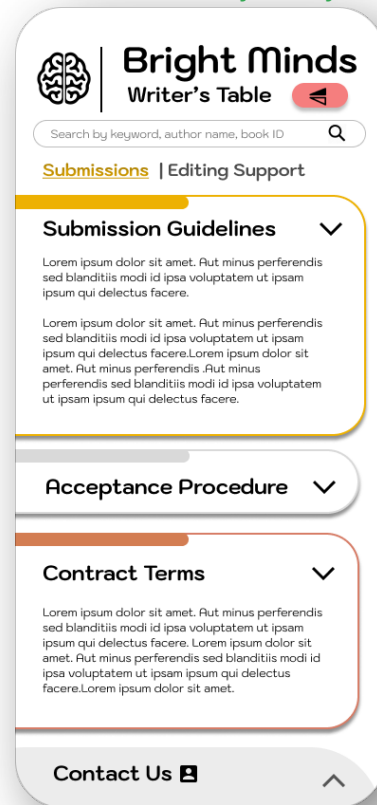 Bright Minds
Writer's Table
Search by keyword, author name, book ID
Submissions | Editing Support
Submission Guidelines
Lorem ipsum dolor sit amet. Aut minus perferendis
sed blanditiis modi id ipsa voluptatem ut ipsam
ipsum qui delectus facere.
Lorem ipsum dolor sit amet. Aut minus perferendis
sed blanditiis modi id ipsa voluptatem ut ipsam
ipsum qui delectus facere.Lorem ipsum dolor sit
amet. Aut minus perferendis .Aut minus
perferendis sed blanditiis modi id ipsa voluptatem
ut ipsam ipsum qui delectus facere.
Acceptance Procedure
Contract Terms
Lorem ipsum dolor sit amet. Aut minus perferendis
sed blanditiis modi id ipsa voluptatem ut ipsam
ipsum qui delectus facere. Lorem ipsum dolor sit
amet. Aut minus perferendis sed blanditiis modi id
ipsa voluptatem ut ipsam ipsum qui delectus
facere.Lorem ipsum dolor sit amet.
Contact Us